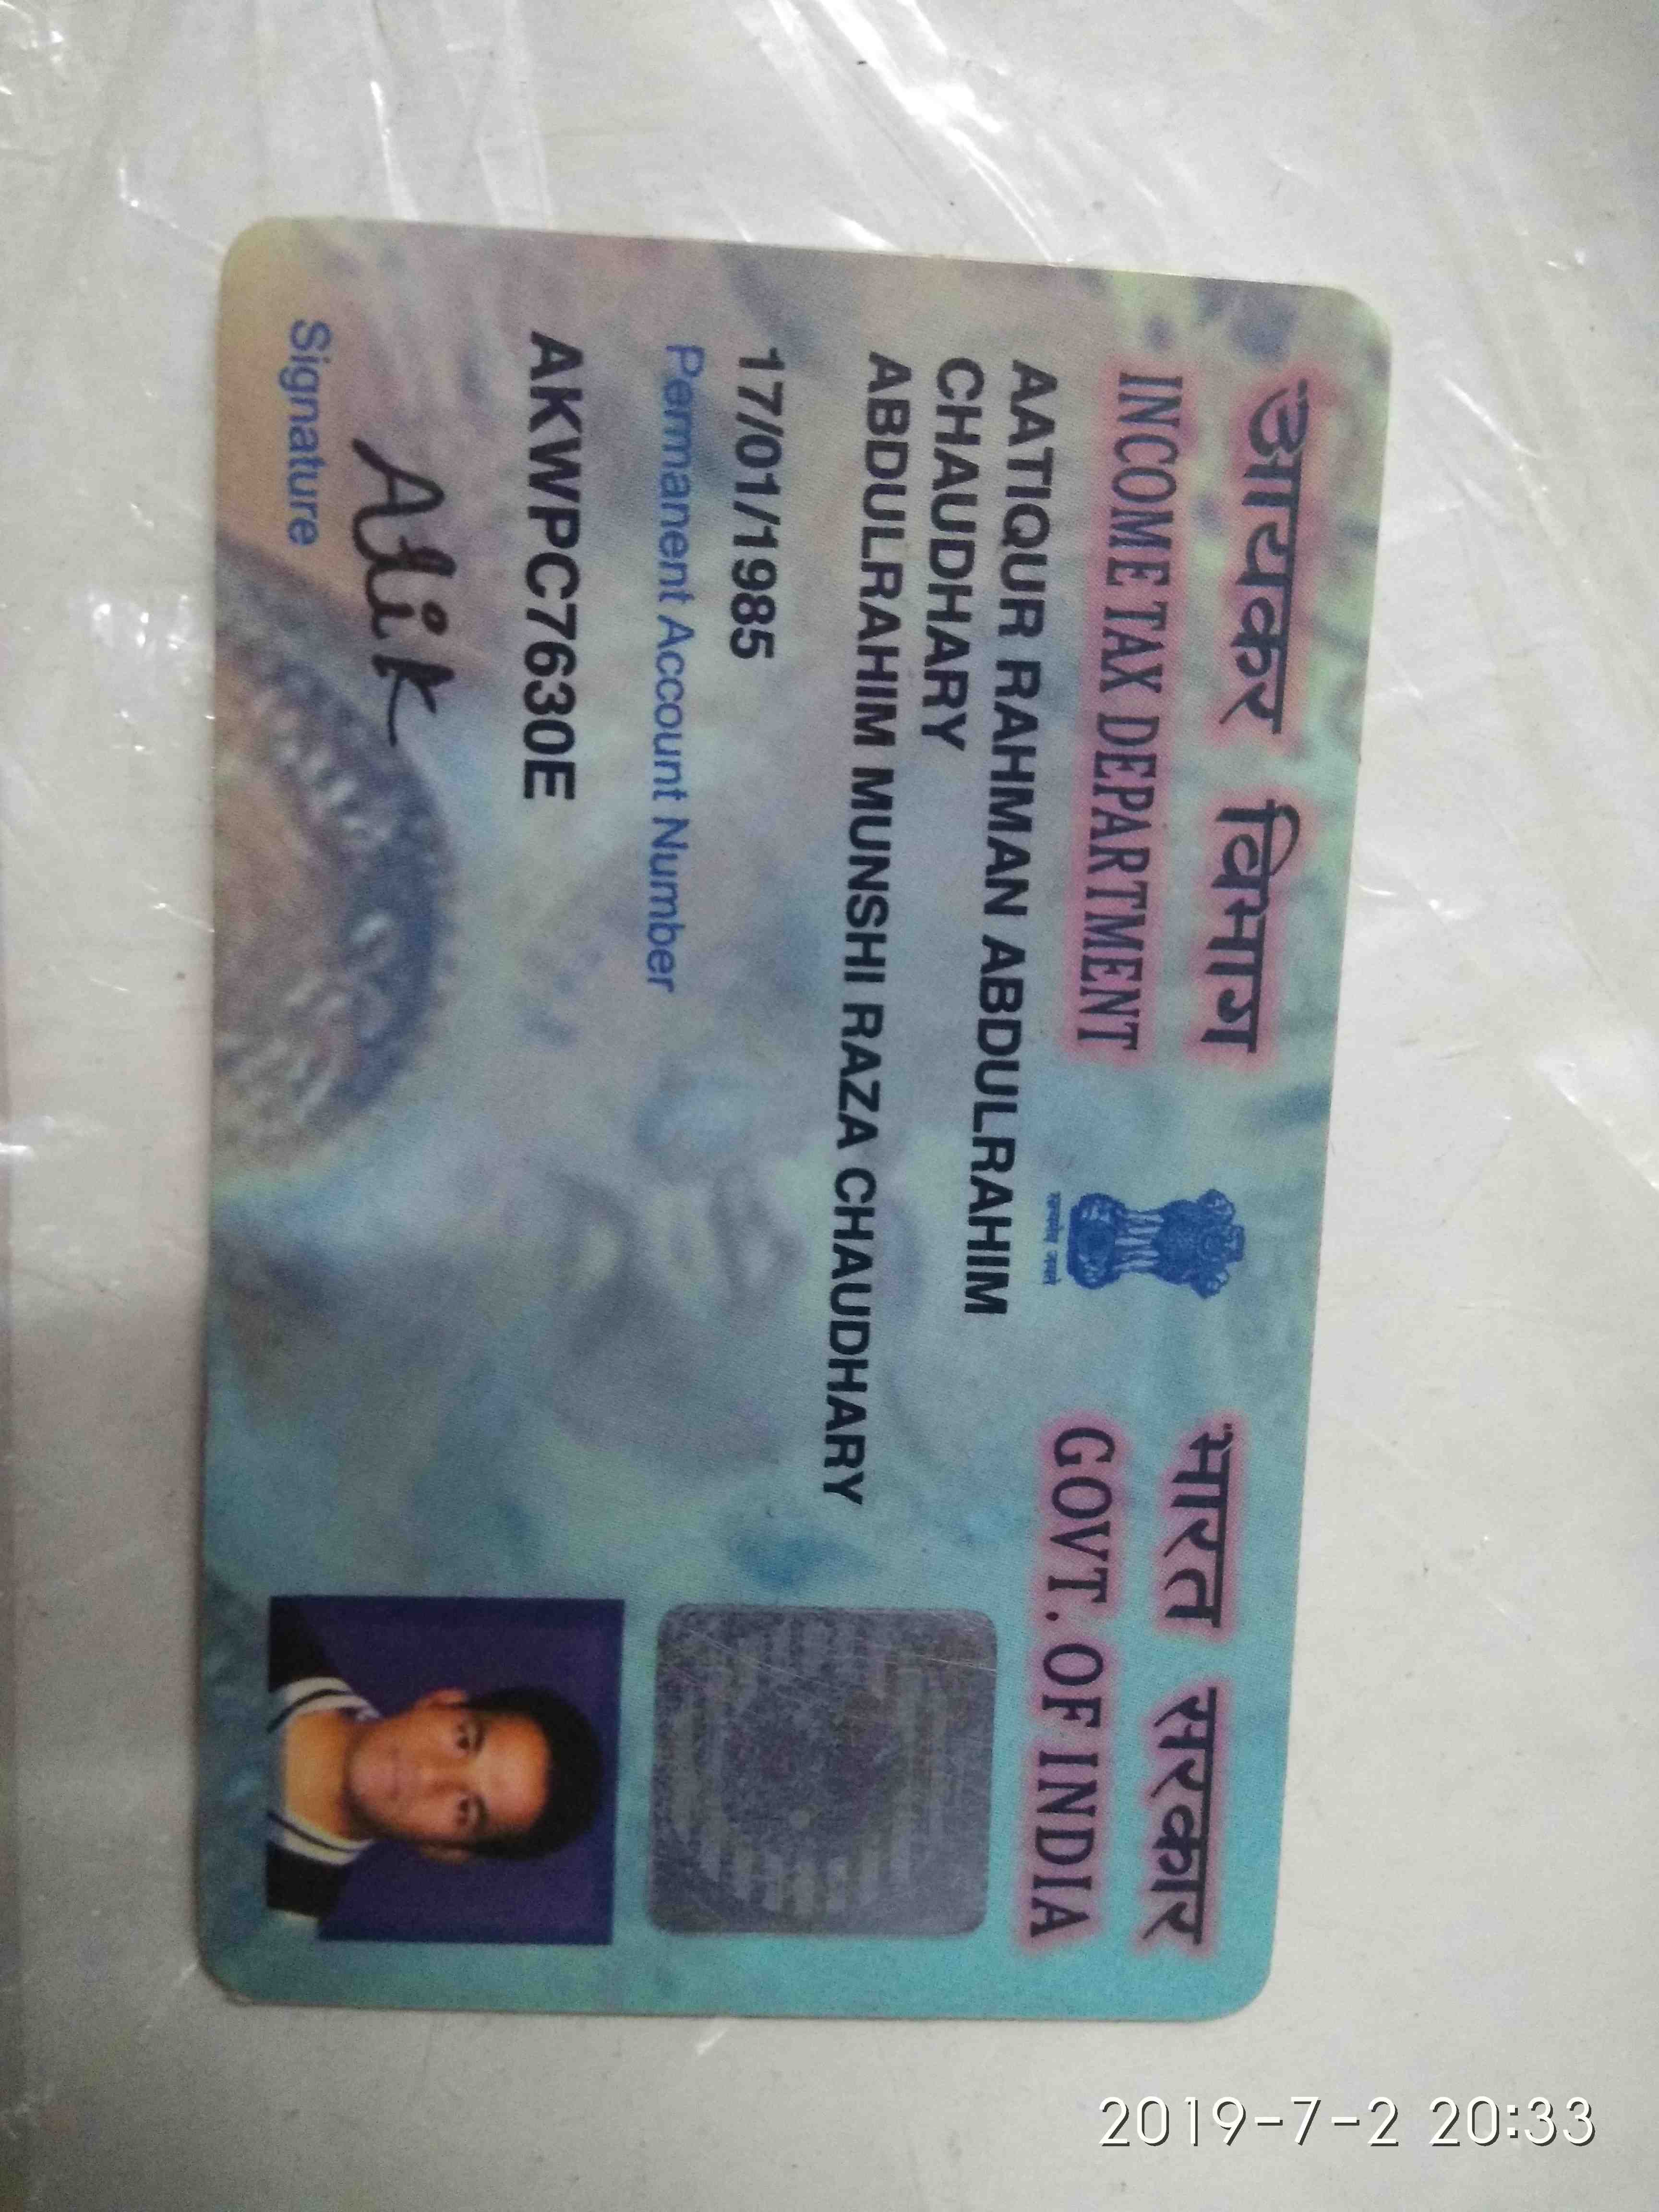 आयकर विभाग
INCOME TAX DEPARTMENT
भारत सरकार
GOVT. OF INDIA
सत्यमेव जयते
AATIQUR RAHMAN ABDULRAHIM
CHAUDHARY
ABDULRAHIM MUNSHI RAZA CHAUDHARY
17/01/1985
Permanent Account Number
AKWPC7630E
Atik
Signature
2019-7-2 20:33